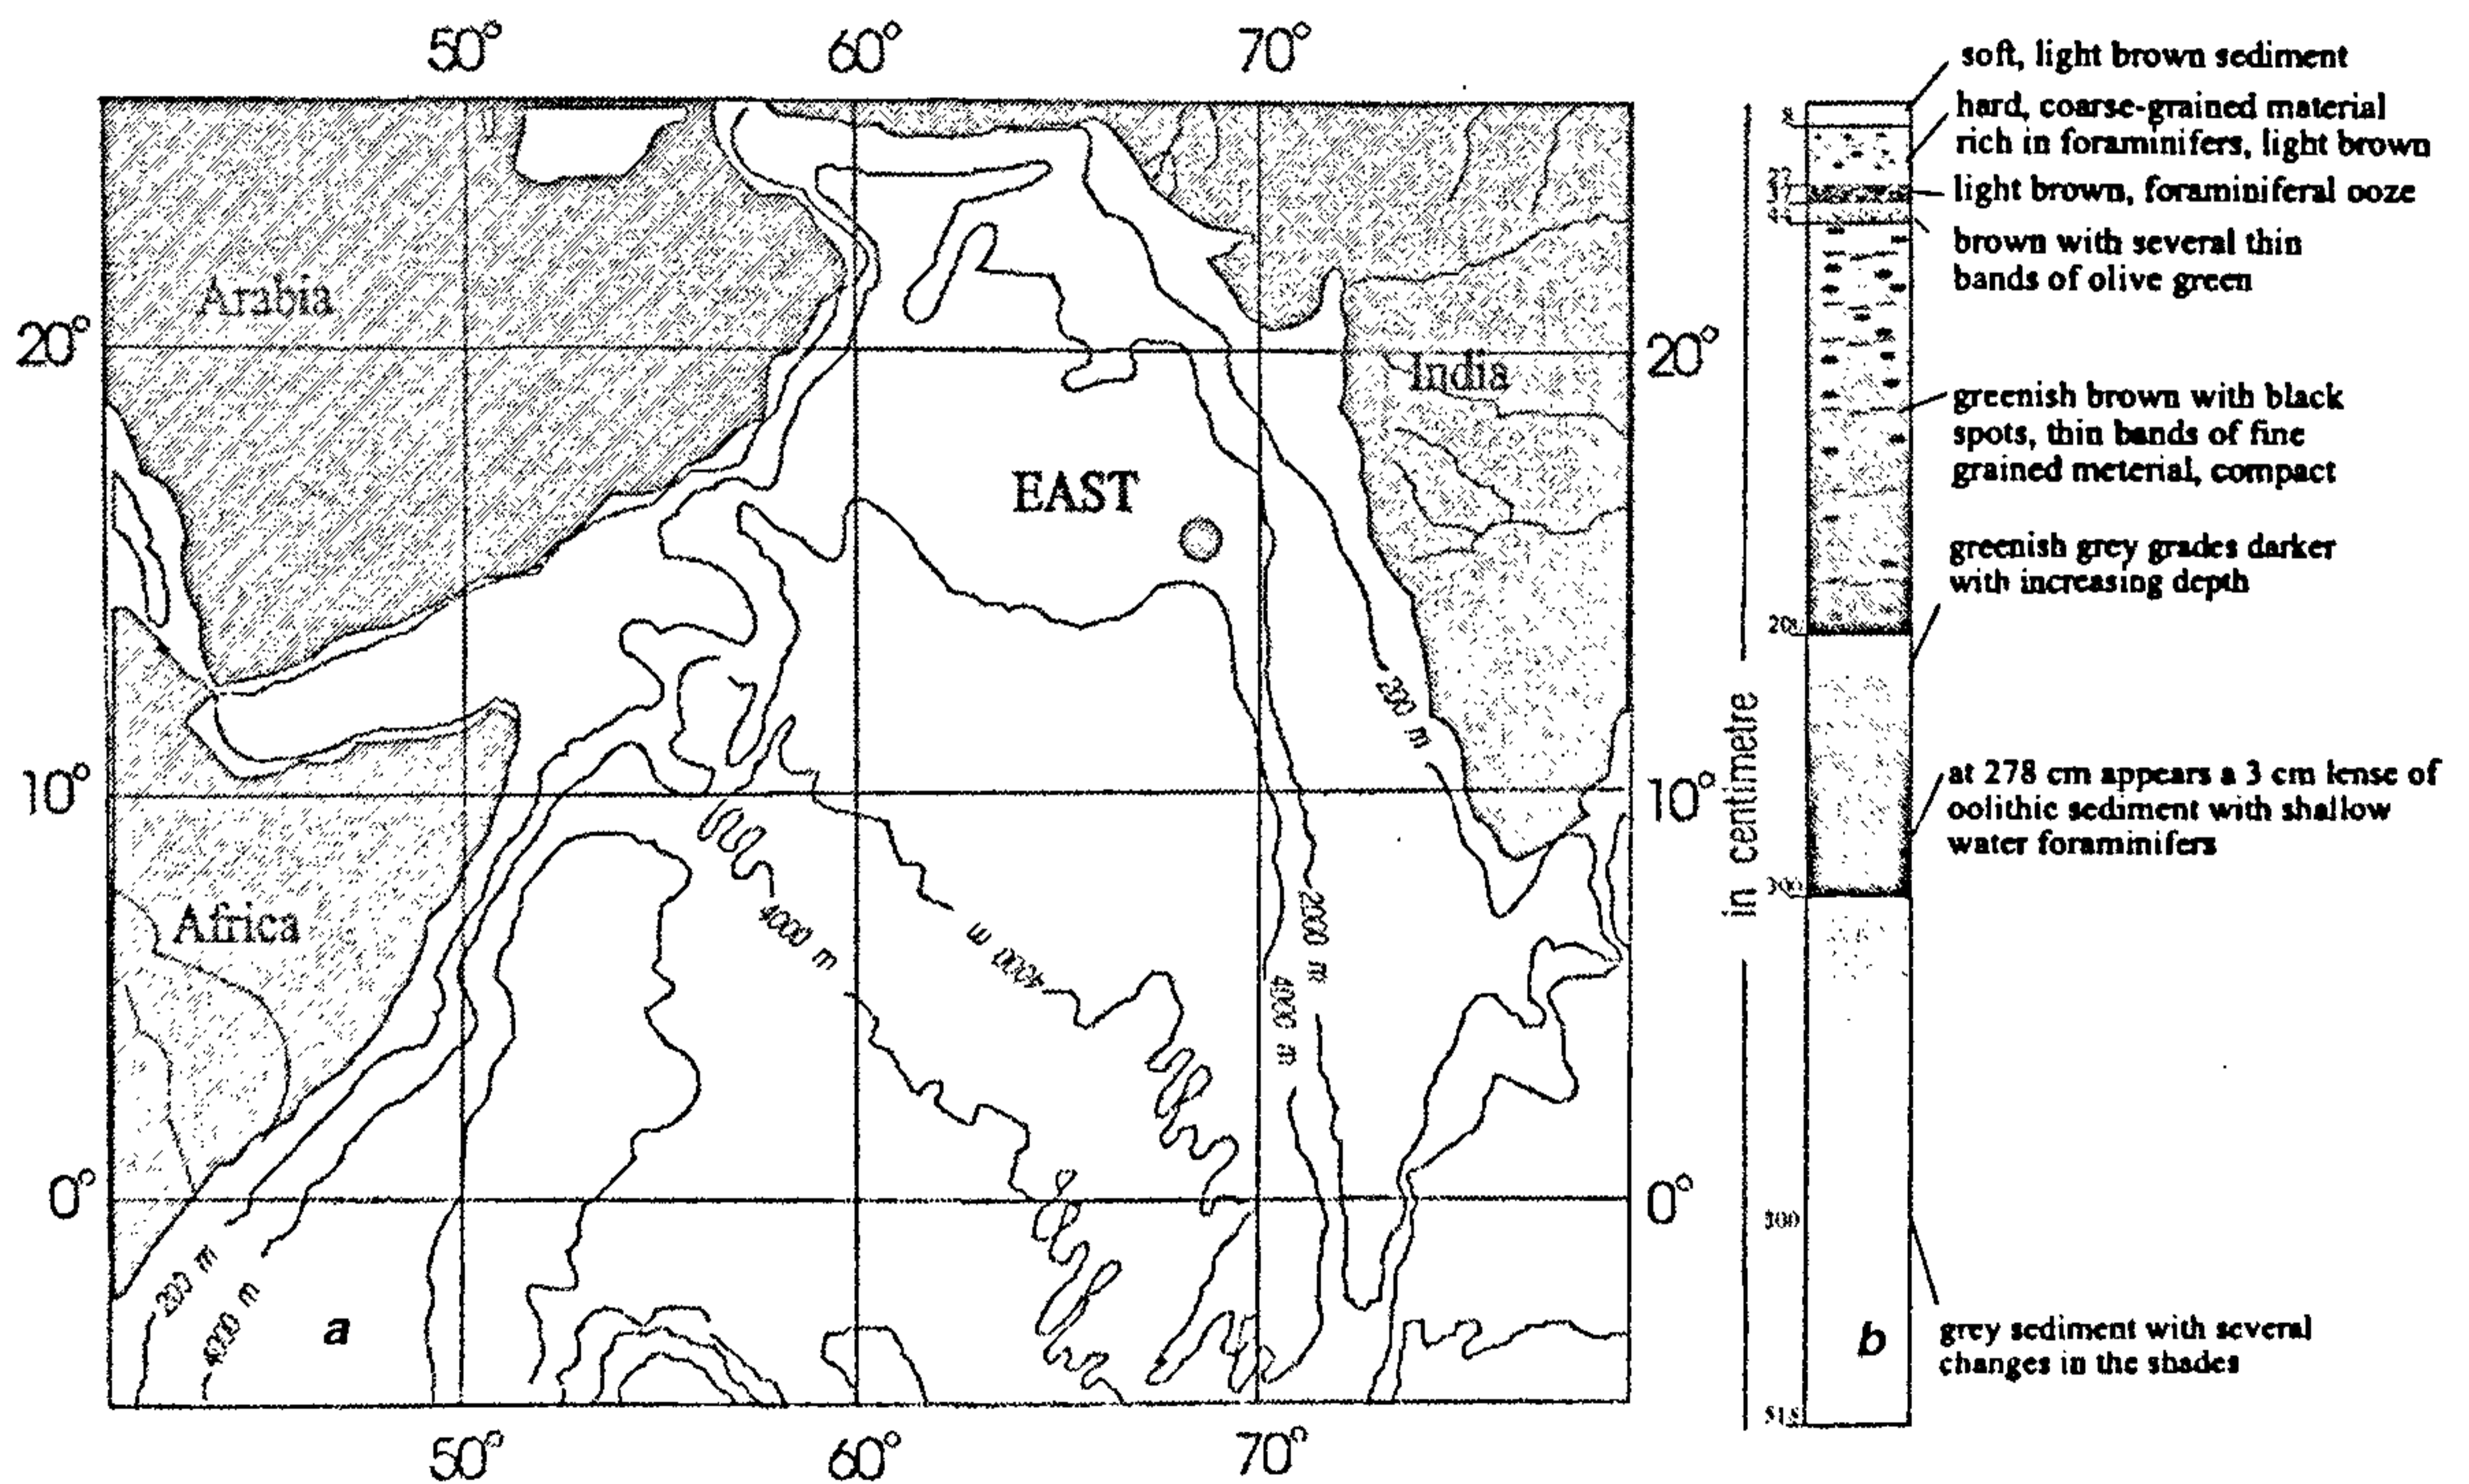 50°
60°
70°
Arabia
20°
20°
India
EAST
200 m
10°
10°
Africa
4000 m
4000 m
2000 m
4000 m
0°
0°
200 m
4000 m
a
50°
60°
70°
in centimetre
8
300
518
soft, light brown sediment
hard, coarse-grained material
rich in foraminifers, light brown
light brown, foraminiferal ooze
brown with several thin
bands of olive green
greenish brown with black
spots, thin bands of fine
grained meterial, compact
greenish grey grades darker
with increasing depth
at 278 cm appears a 3 cm lense of
oolithic sediment with shallow
water foraminifers
b
grey sediment with several
changes in the shades